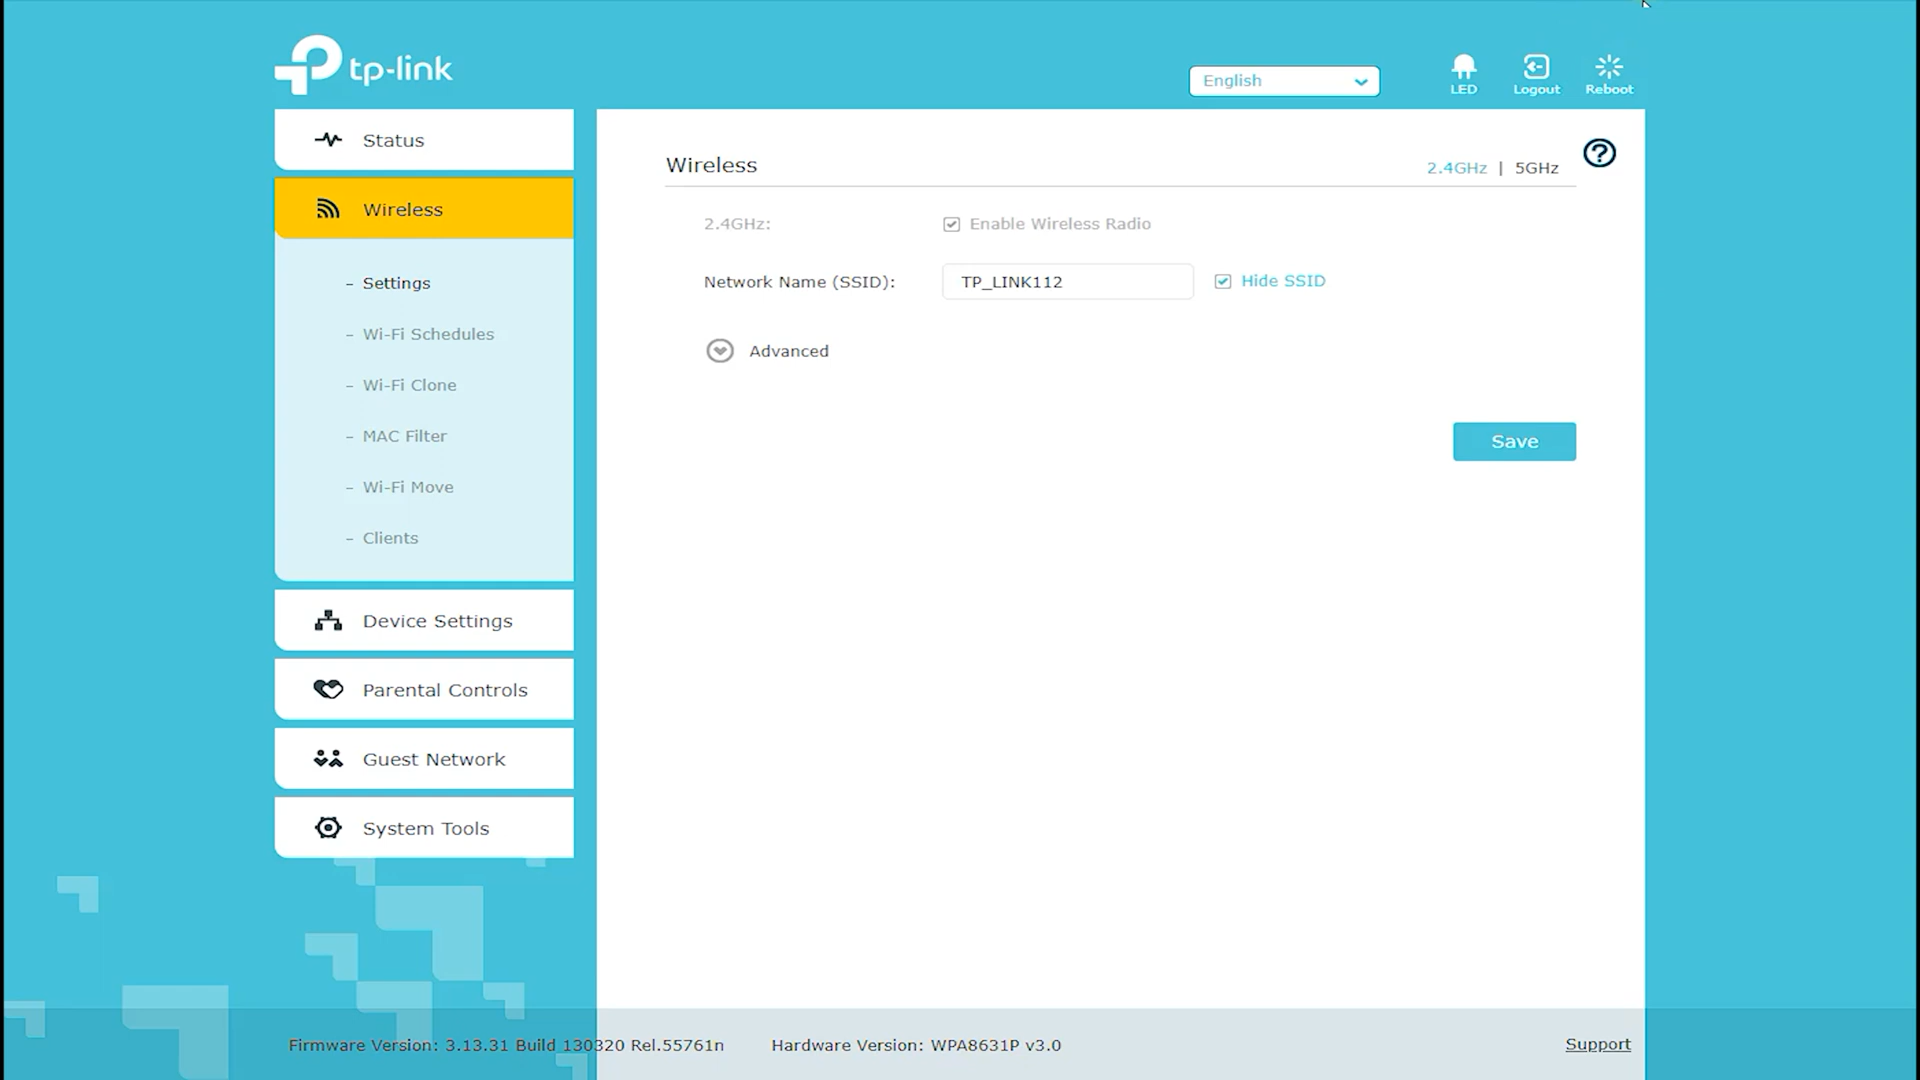 tp-link
English
LED
Logout
Reboot
Status
Wireless
Settings
Wi-Fi Schedules
Wi-Fi Clone
MAC Filter
Wi-Fi Move
Clients
Device Settings
Parental Controls
Guest Network
System Tools
Wireless
2.4GHz | 5GHz
2.4GHz: Enable Wireless Radio
Network Name (SSID): TP_LINK112 Hide SSID
Advanced
Save
Firmware Version: 3.13.31 Build 130320 Rel.55761n Hardware Version: WPA8631P v3.0
Support